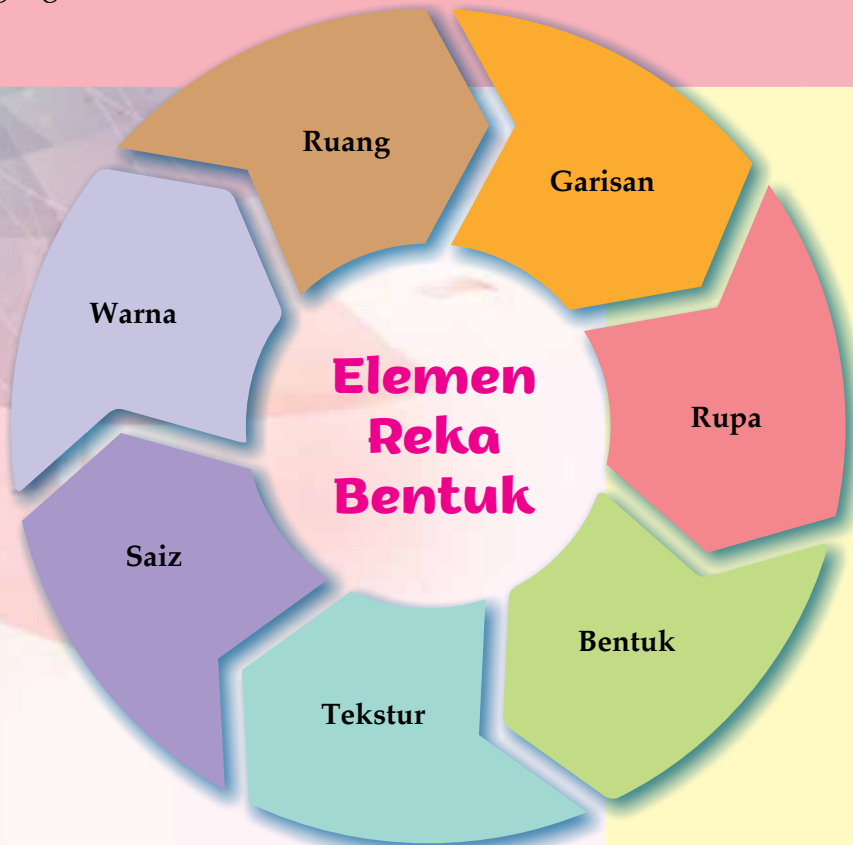 Ruang
Garisan
Warna
Elemen
Reka
Bentuk
Rupa
Saiz
Bentuk
Tekstur